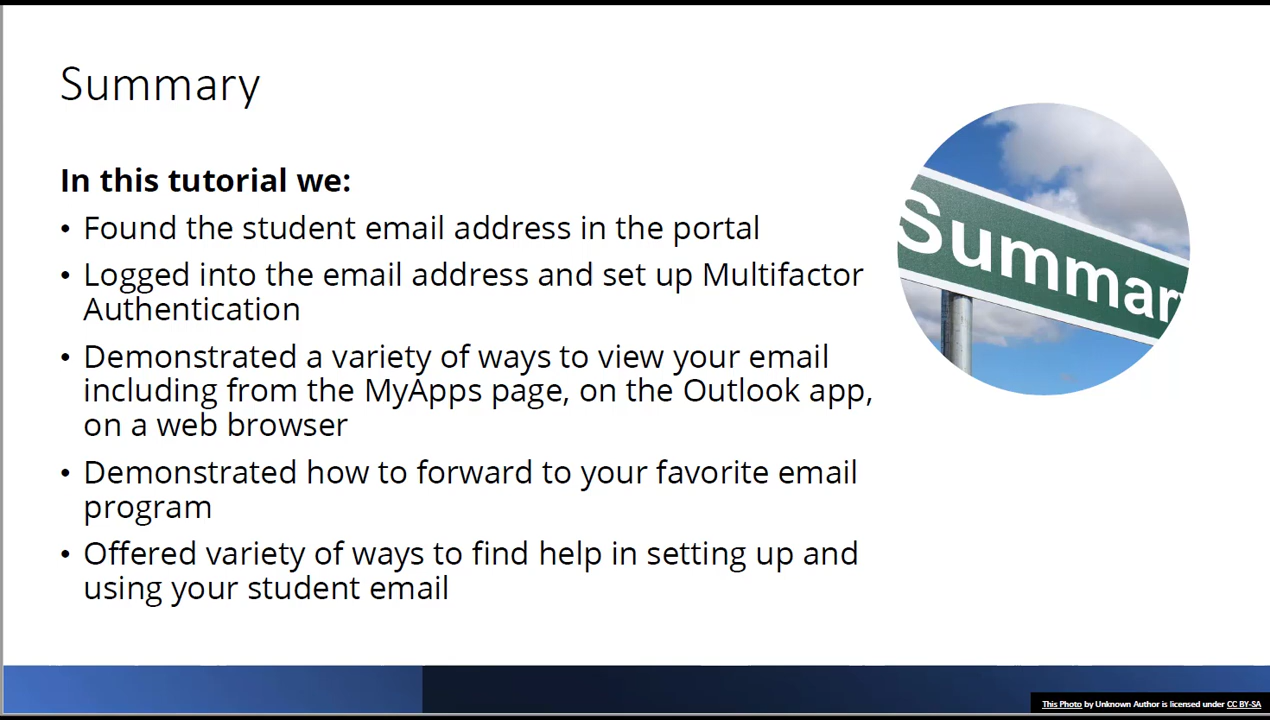 Summary
In this tutorial we:
• Found the student email address in the portal
• Logged into the email address and set up Multifactor
Authentication
• Demonstrated a variety of ways to view your email
including from the MyApps page, on the Outlook app,
on a web browser
• Demonstrated how to forward to your favorite email
program
• Offered variety of ways to find help in setting up and
using your student email
Summar
This Photo by Unknown Author is licensed under CC BY-SA